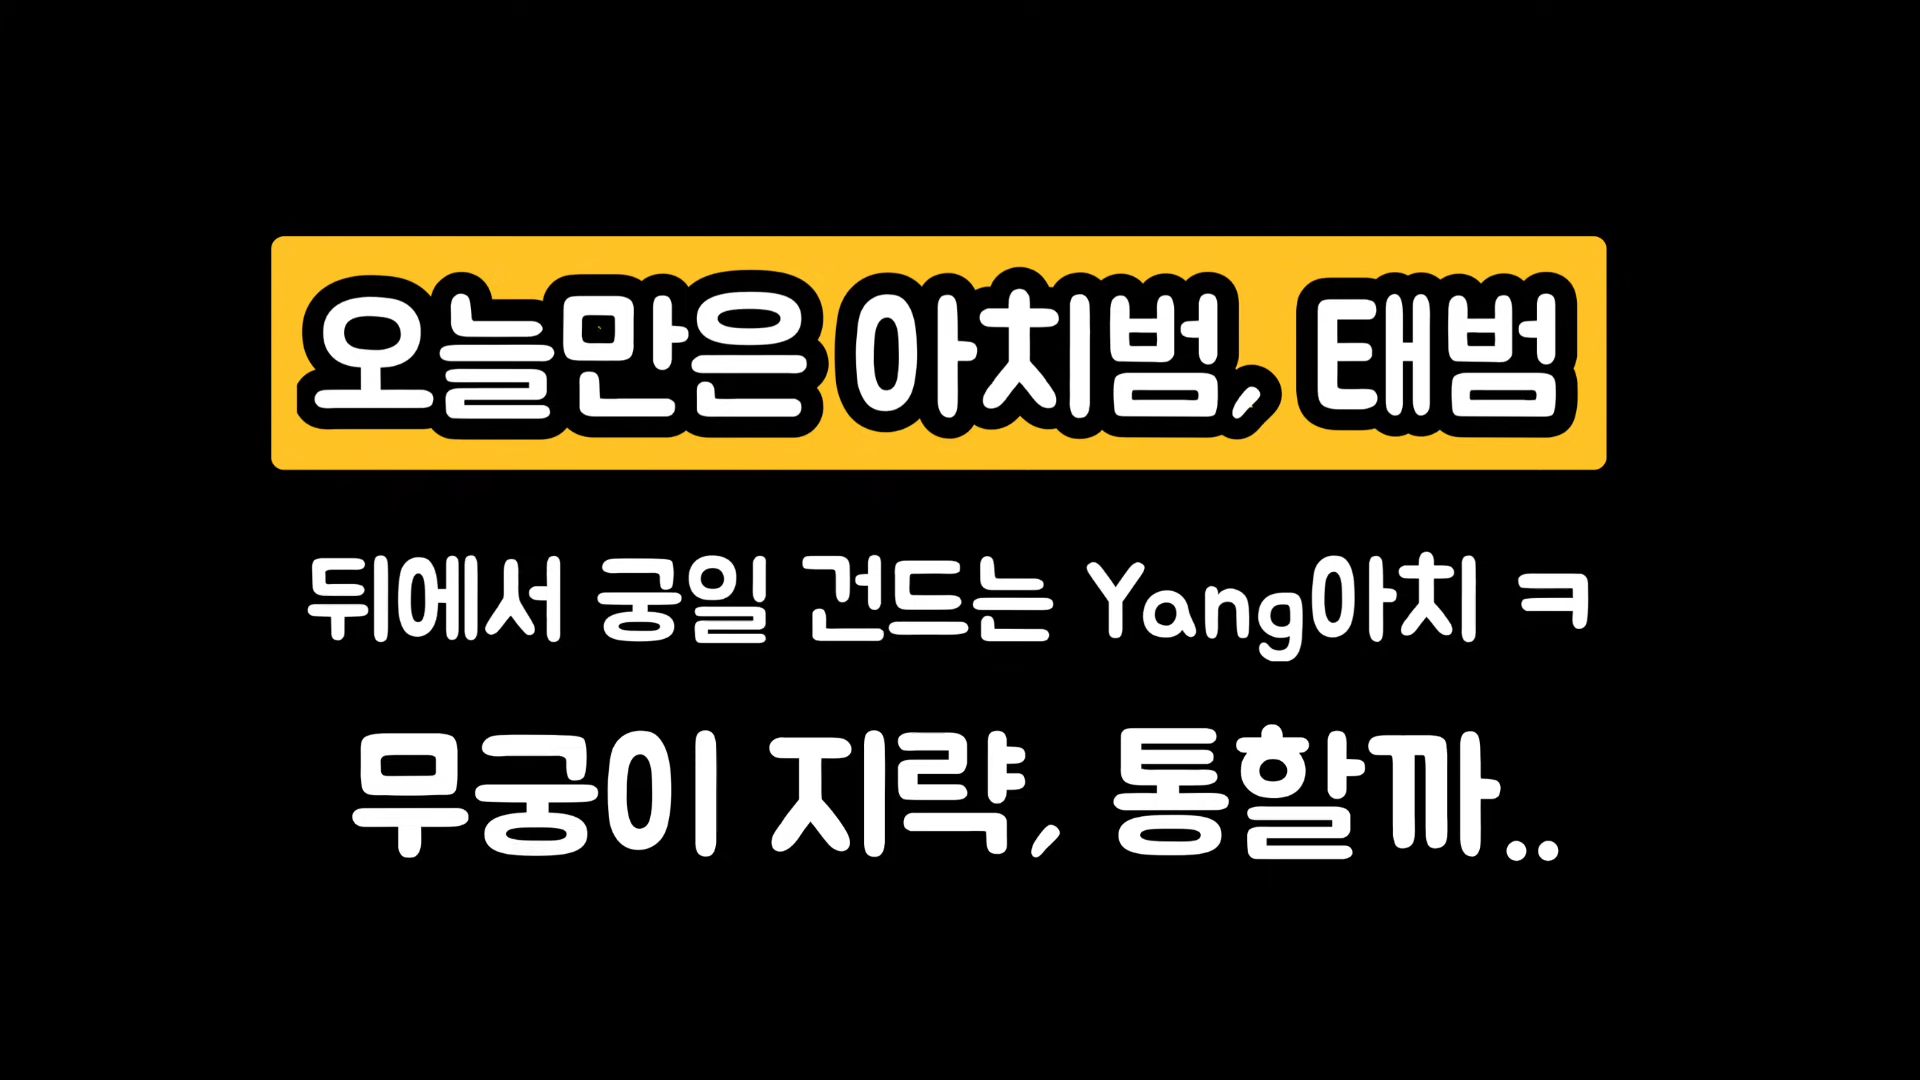 오늘만은 아치범, 태범
뒤에서 궁일 건드는 Yang아치 ㅋ
무궁이 지략, 통할까..